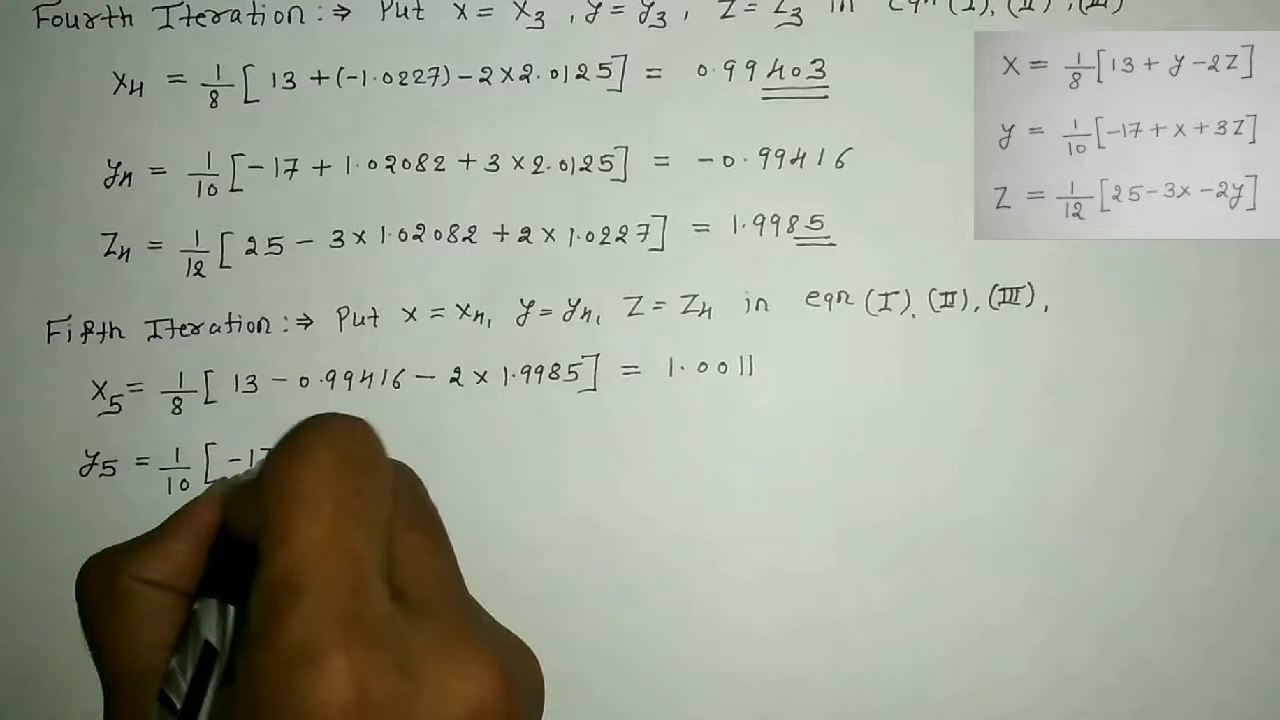 Fourth Iteration :⇒ Put x = x₃ , y = y₃ , Z = Z₃ in eqn (I), (II), (III)
x₄ = 1/8 [ 13 + (-1.0227) - 2 × 2.0125 ] = 0.99403
y₄ = 1/10 [ -17 + 1.02082 + 3 × 2.0125 ] = -0.99416
Z₄ = 1/12 [ 25 - 3 × 1.02082 + 2 × 1.0227 ] = 1.9985
Fifth Iteration :⇒ Put x = x₄, y = y₄, Z = Z₄ in eqn (I), (II), (III),
x₅ = 1/8 [ 13 - 0.99416 - 2 × 1.9985 ] = 1.0011
y₅ = 1/10 [ -17
X = 1/8 [ 13 + y - 2Z ]
y = 1/10 [ -17 + x + 3Z ]
Z = 1/12 [ 25 - 3x - 2y ]